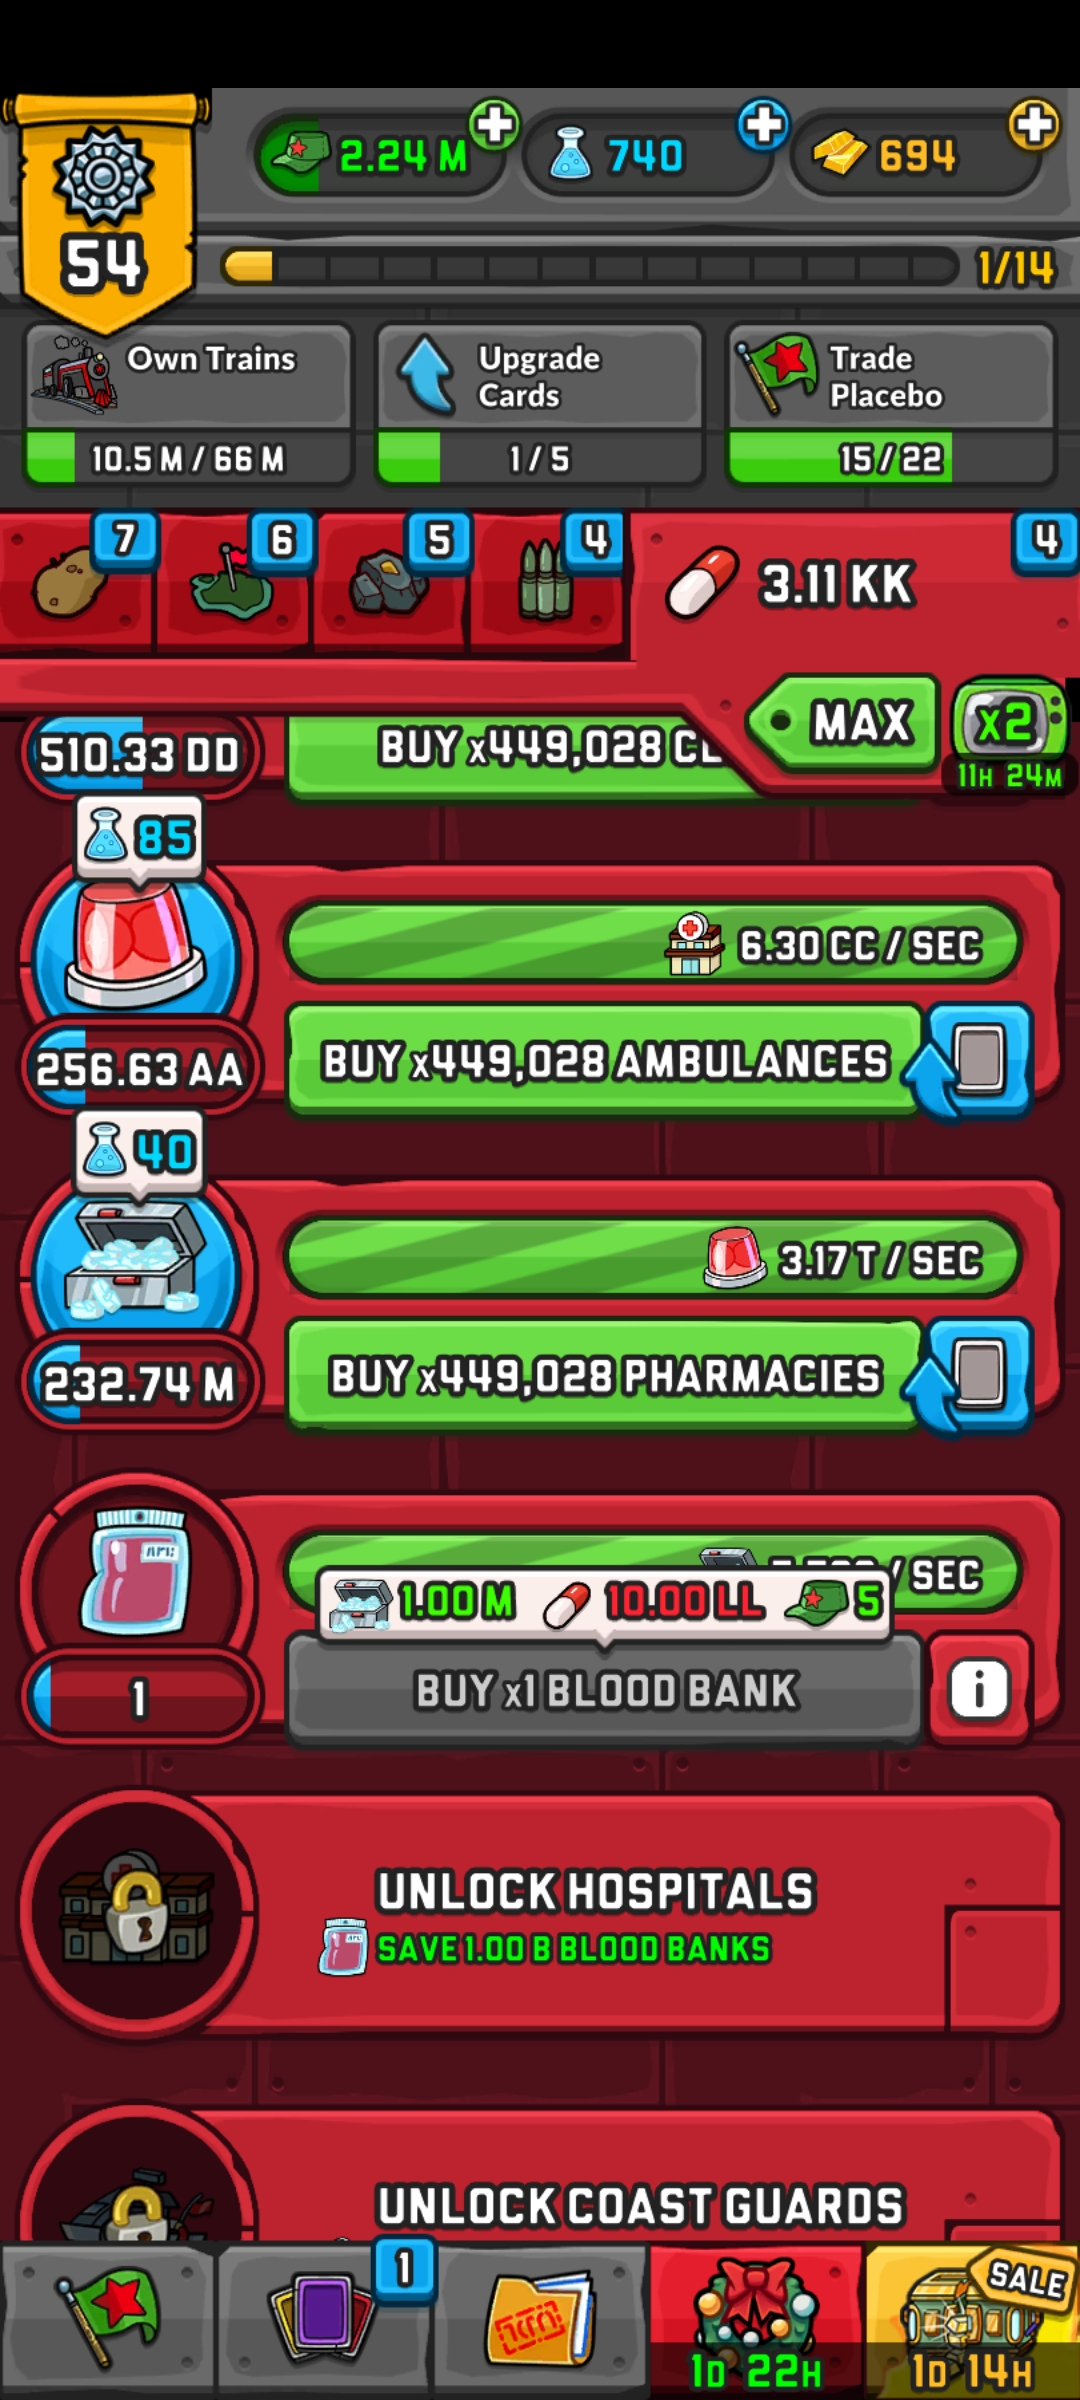 2.24 M
740
694
54
1/14
Own Trains
10.5 M / 66 M
Upgrade
Cards
1 / 5
Trade
Placebo
15 / 22
7
6
5
4
3.11 KK
4
MAX
x2
11H 24M
510.33 DD
BUY x449,028
85
6.30 CC / SEC
256.63 AA
BUY x449,028 AMBULANCES
40
3.17 T / SEC
232.74 M
BUY x449,028 PHARMACIES
/ SEC
1.00 M
10.00 LL
5
1
BUY x1 BLOOD BANK
i
UNLOCK HOSPITALS
SAVE 1.00 B BLOOD BANKS
UNLOCK COAST GUARDS
1
SALE
1D 22H
1D 14H